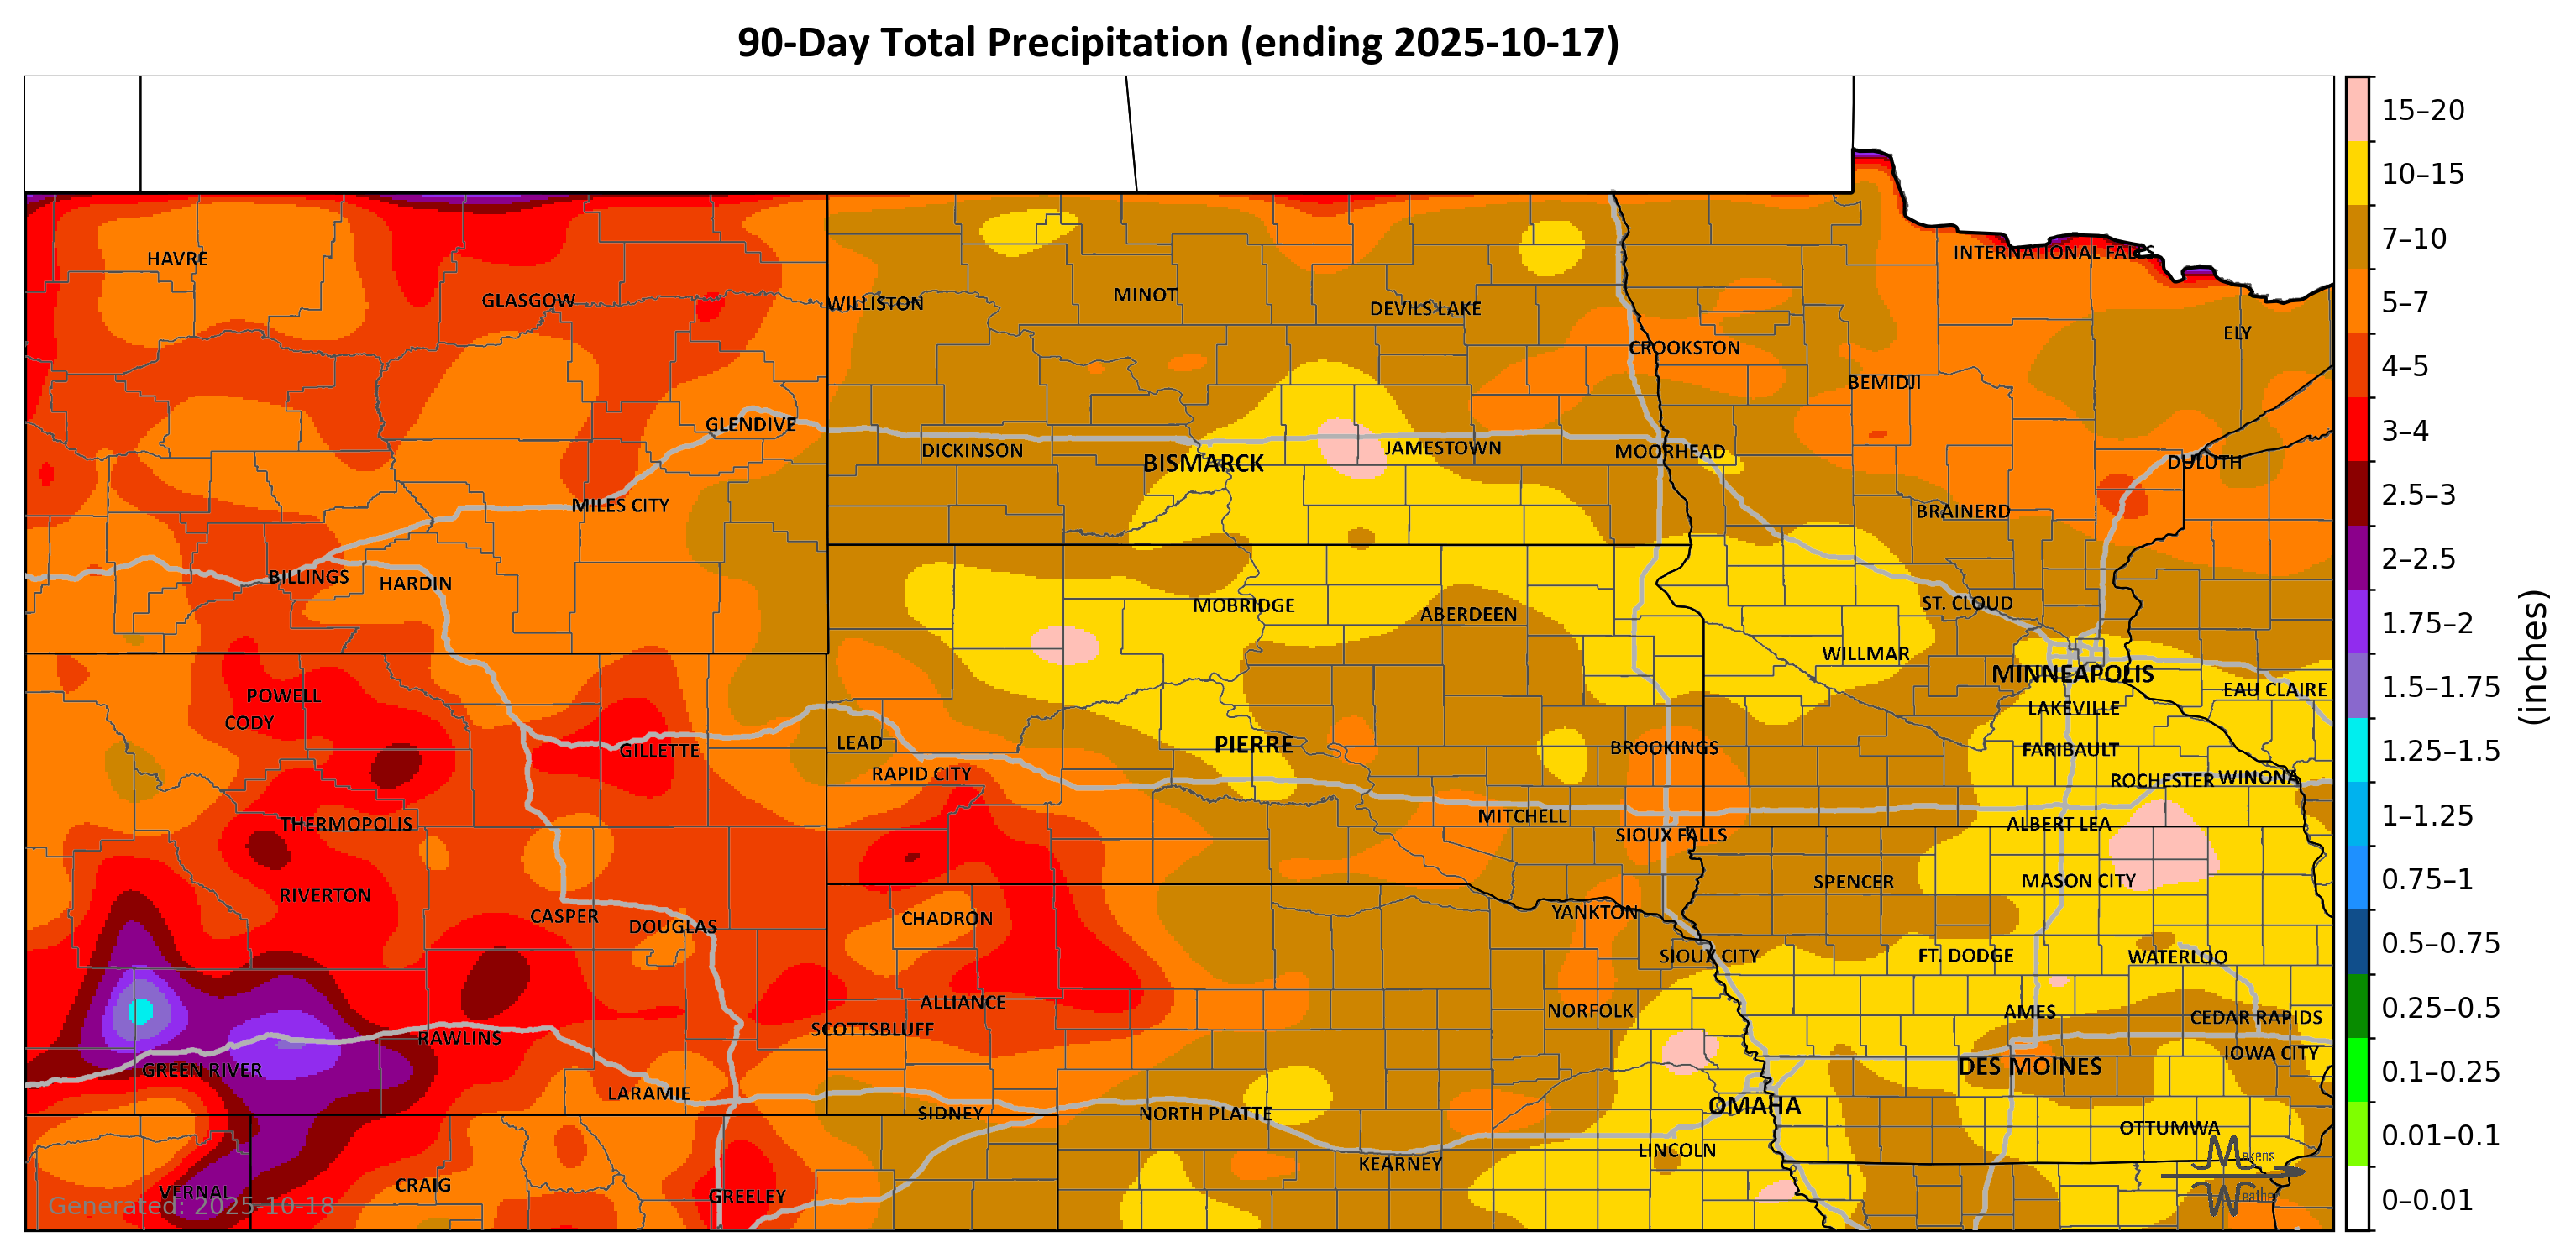 90-Day Total Precipitation (ending 2025-10-17)
15–20
10–15
7–10
5–7
4–5
3–4
2.5–3
2–2.5
1.75–2
1.5–1.75
1.25–1.5
1–1.25
0.75–1
0.5–0.75
0.25–0.5
0.1–0.25
0.01–0.1
0–0.01
(inches)
INTERNATIONAL FALLS
HAVRE
GLASGOW
WILLISTON
MINOT
DEVILS LAKE
ELY
CROOKSTON
BEMIDJI
GLENDIVE
DICKINSON
BISMARCK
JAMESTOWN
MOORHEAD
DULUTH
MILES CITY
BRAINERD
BILLINGS
HARDIN
MOBRIDGE
ABERDEEN
ST. CLOUD
WILLMAR
MINNEAPOLIS
EAU CLAIRE
POWELL
CODY
LAKEVILLE
GILLETTE
LEAD
PIERRE
BROOKINGS
FARIBAULT
RAPID CITY
ROCHESTER
WINONA
THERMOPOLIS
MITCHELL
SIOUX FALLS
ALBERT LEA
RIVERTON
SPENCER
MASON CITY
CASPER
DOUGLAS
CHADRON
YANKTON
SIOUX CITY
FT. DODGE
WATERLOO
ALLIANCE
NORFOLK
AMES
CEDAR RAPIDS
RAWLINS
SCOTTSBLUFF
IOWA CITY
GREEN RIVER
DES MOINES
LARAMIE
SIDNEY
NORTH PLATTE
OMAHA
OTTUMWA
LINCOLN
KEARNEY
VERNAL
CRAIG
GREELEY
Generated: 2025-10-18
Makens
Weather